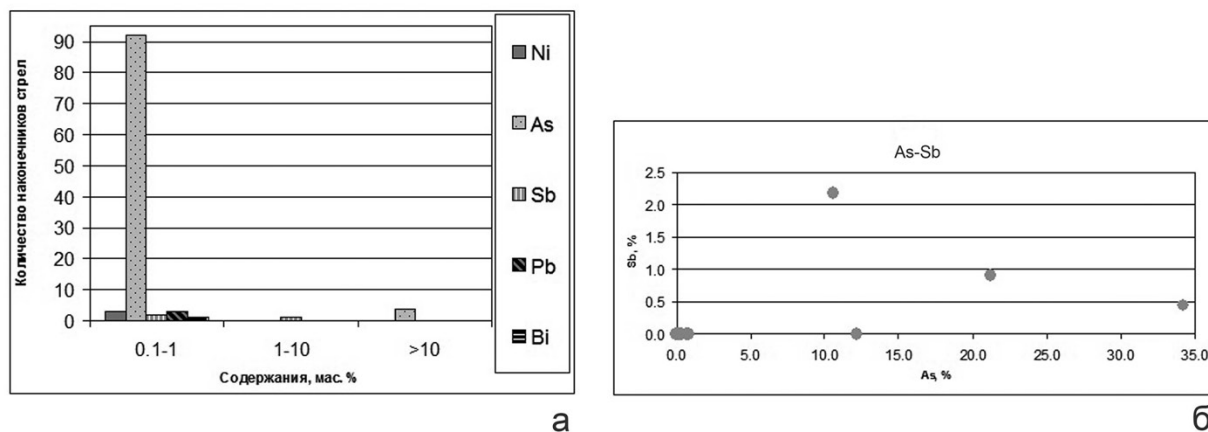 90
80
70
60
50
40
30
20
10
0
Количество наконечников стрел
0.1-1 1-10 >10
Содержания, мас. %
Ni
As
Sb
Pb
Bi
а
As-Sb
2.5
2.0
1.5
1.0
0.5
0.0
Sb, %
0.0 5.0 10.0 15.0 20.0 25.0 30.0 35.0
As, %
б